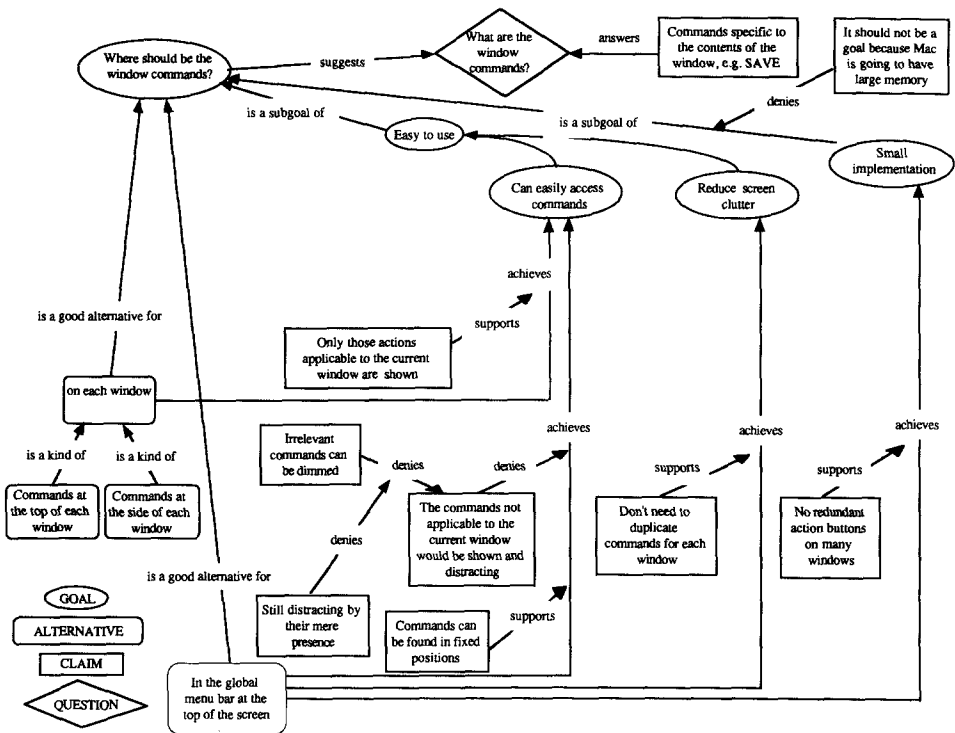 Where should be the
window commands?
suggests
What are the
window
commands?
answers
Commands specific to
the contents of the
window, e.g. SAVE
It should not be a
goal because Mac
is going to have
large memory
denies
is a subgoal of
is a subgoal of
Easy to use
Small
implementation
Can easily access
commands
Reduce screen
clutter
achieves
is a good alternative for
supports
Only those actions
applicable to the current
window are shown
on each window
is a kind of
is a kind of
Commands at
the top of each
window
Commands at
the side of each
window
Irrelevant
commands can
be dimmed
denies
denies
achieves
The commands not
applicable to the
current window
would be shown and
distracting
denies
Still distracting by
their mere
presence
supports
Commands can
be found in fixed
positions
achieves
supports
Don't need to
duplicate
commands for each
window
achieves
supports
No redundant
action buttons
on many
windows
is a good alternative for
In the global
menu bar at the
top of the screen
GOAL
ALTERNATIVE
CLAIM
QUESTION